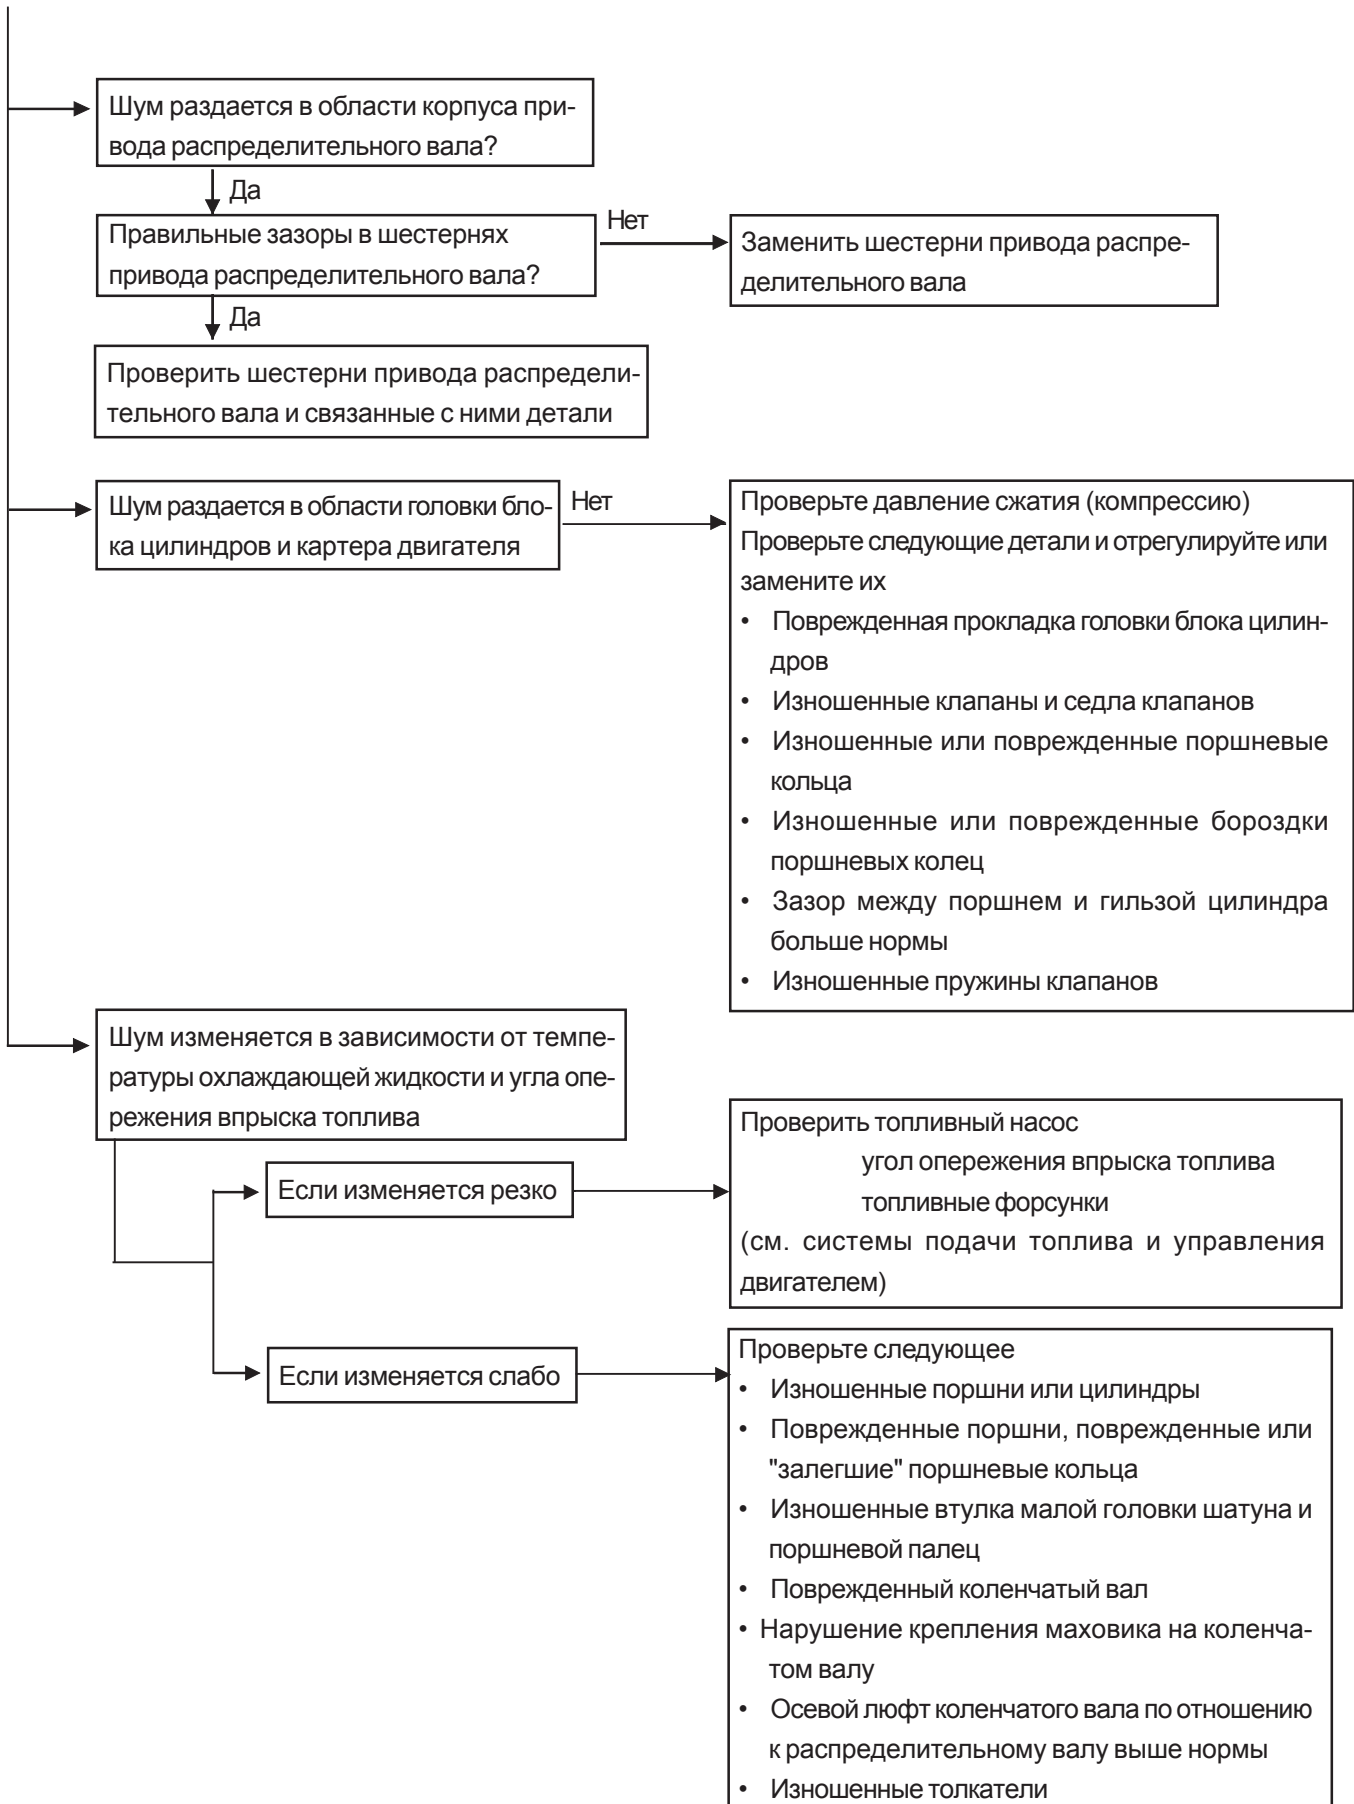 Шум раздается в области корпуса при-
вода распределительного вала?
Да
Правильные зазоры в шестернях
привода распределительного вала?
Нет
Заменить шестерни привода распре-
делительного вала
Да
Проверить шестерни привода распредели-
тельного вала и связанные с ними детали
Шум раздается в области головки бло-
ка цилиндров и картера двигателя
Нет
Проверьте давление сжатия (компрессию)
Проверьте следующие детали и отрегулируйте или
замените их
• Поврежденная прокладка головки блока цилин-
дров
• Изношенные клапаны и седла клапанов
• Изношенные или поврежденные поршневые
кольца
• Изношенные или поврежденные бороздки
поршневых колец
• Зазор между поршнем и гильзой цилиндра
больше нормы
• Изношенные пружины клапанов
Шум изменяется в зависимости от темпе-
ратуры охлаждающей жидкости и угла опе-
режения впрыска топлива
Если изменяется резко
Проверить топливный насос
угол опережения впрыска топлива
топливные форсунки
(см. системы подачи топлива и управления
двигателем)
Если изменяется слабо
Проверьте следующее
• Изношенные поршни или цилиндры
• Поврежденные поршни, поврежденные или
"залегшие" поршневые кольца
• Изношенные втулка малой головки шатуна и
поршневой палец
• Поврежденный коленчатый вал
• Нарушение крепления маховика на коленча-
том валу
• Осевой люфт коленчатого вала по отношению
к распределительному валу выше нормы
• Изношенные толкатели